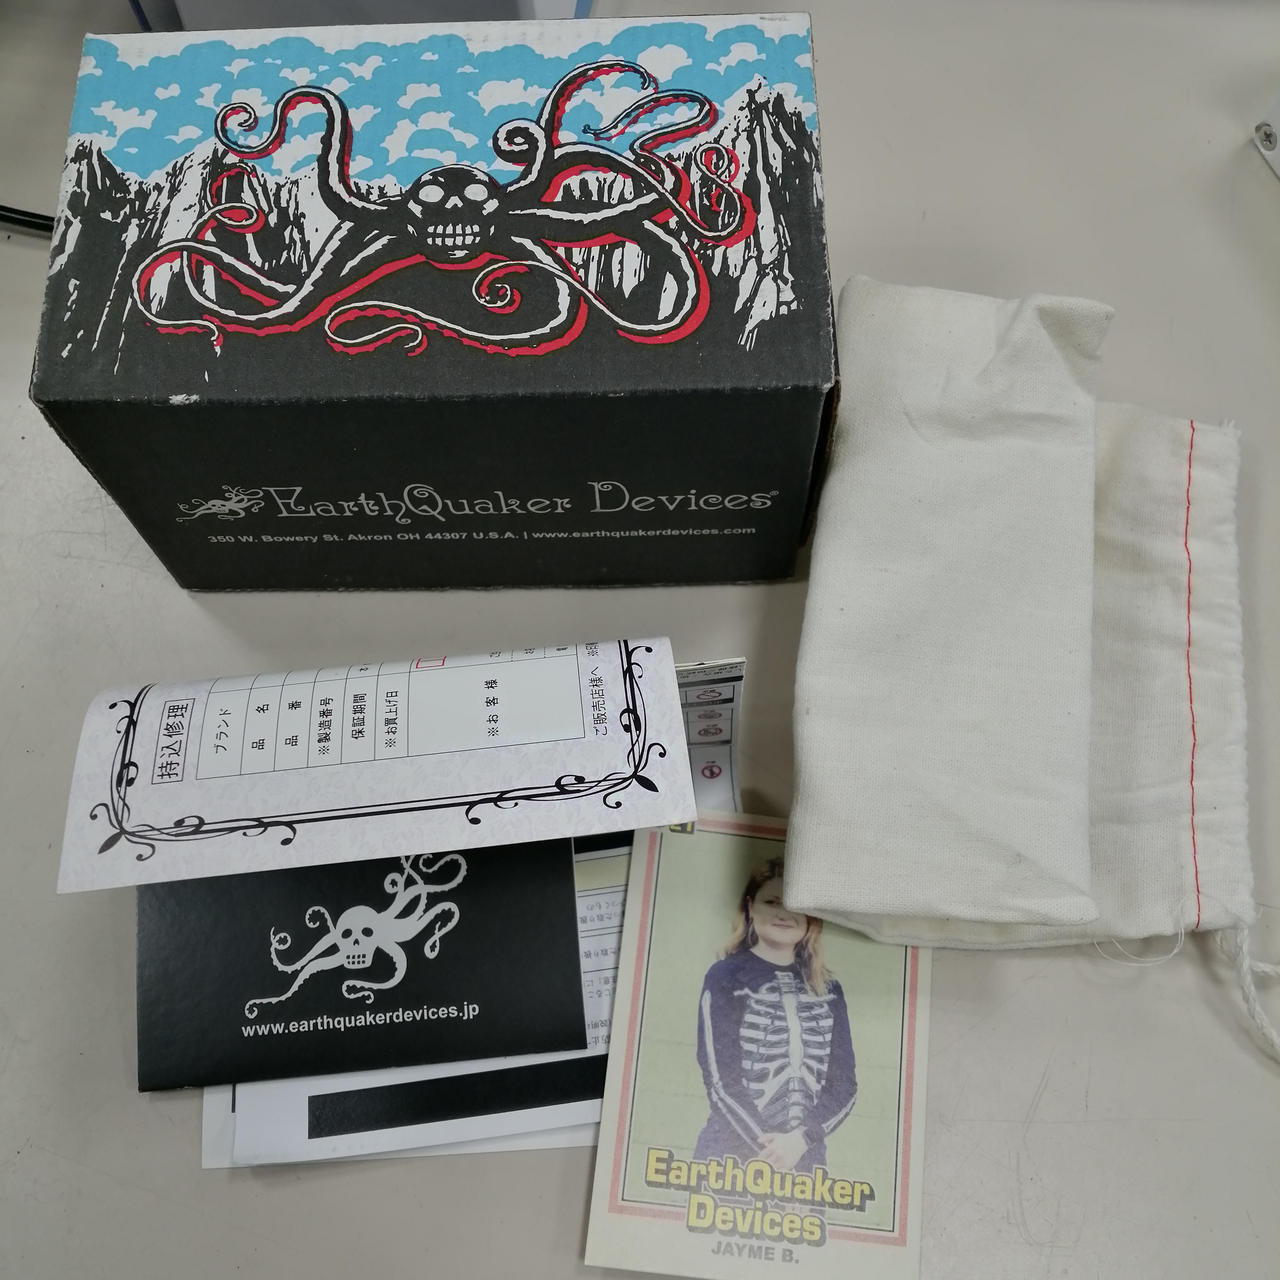 EarthQuaker Devices®
350 W. Bowery St. Akron OH 44307 U.S.A. | www.earthquakerdevices.com
持込修理
ブランド
品 名
品 番
※製造番号
保証期間
※お買上げ日
※お客様
ご販売店様へ
www.earthquakerdevices.jp
EarthQuaker
Devices
JAYME B.